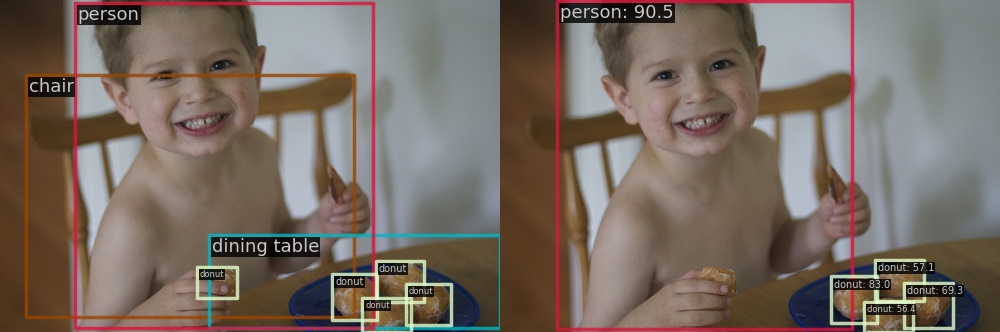 person
chair
dining table
donut
donut
donut
donut
donut
person: 90.5
donut: 57.1
donut: 83.0
donut: 69.3
donut: 56.4